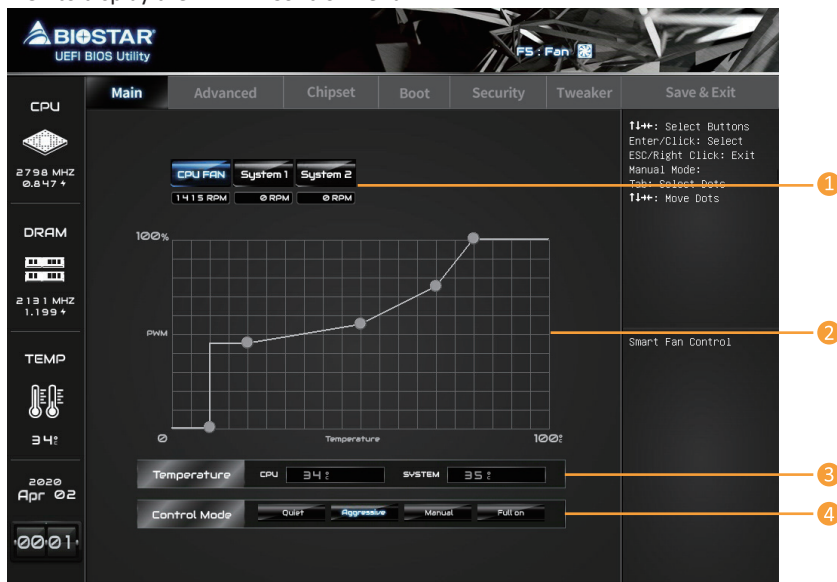 BIOSTAR
UEFI BIOS Utility
F5 : Fan
Main Advanced Chipset Boot Security Tweaker Save & Exit
CPU
2798 MHZ
0.847
DRAM
2131 MHZ
1.199
TEMP
34
2020
Apr 02
00:01
CPU FAN System 1 System 2
1415 RPM 0 RPM 0 RPM
100%
PWM
0 Temperature 100
Temperature CPU 34 SYSTEM 35
Control Mode Quiet Aggressive Manual Full on
: Select Buttons
Enter/Click: Select
ESC/Right Click: Exit
Manual Mode:
Tab: Select Dots
: Move Dots
Smart Fan Control
1
2
3
4